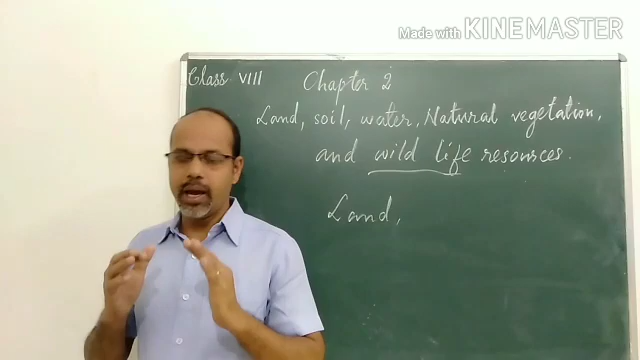 Made with KINEMASTER
Class VIII Chapter 2
Land, soil, water, Natural vegetation,
and wild life resources.
Land,